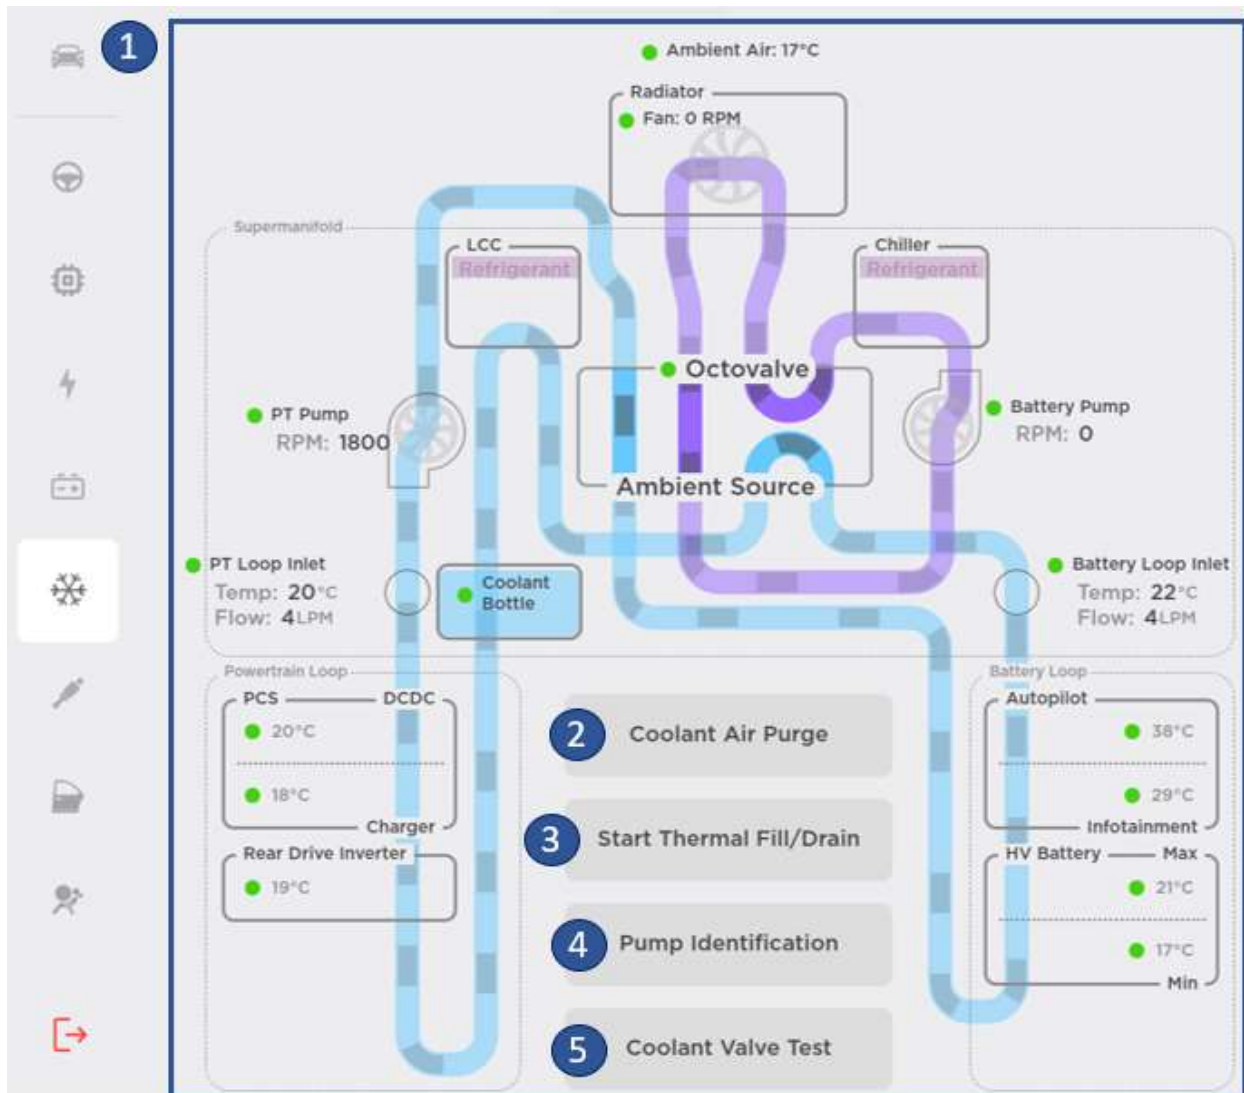 1
Ambient Air: 17°C
Radiator
Fan: 0 RPM
Supermanifold
LCC
Refrigerant
Chiller
Refrigerant
Octovalve
Ambient Source
PT Pump
RPM: 1800
Battery Pump
RPM: 0
PT Loop Inlet
Temp: 20°C
Flow: 4LPM
Coolant
Bottle
Battery Loop Inlet
Temp: 22°C
Flow: 4LPM
Powertrain Loop
PCS DCDC
20°C
18°C
Charger
Rear Drive Inverter
19°C
2 Coolant Air Purge
3 Start Thermal Fill/Drain
4 Pump Identification
5 Coolant Valve Test
Battery Loop
Autopilot
38°C
29°C
Infotainment
HV Battery Max
21°C
17°C
Min